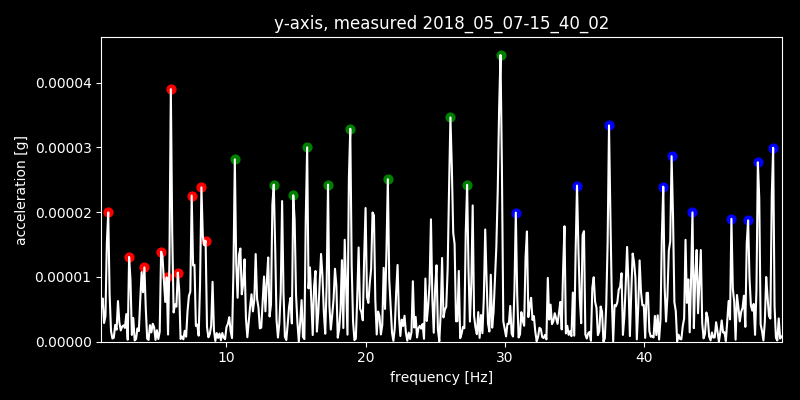 y-axis, measured 2018_05_07-15_40_02
acceleration [g]
0.00004
0.00003
0.00002
0.00001
0.00000
10 20 30 40
frequency [Hz]